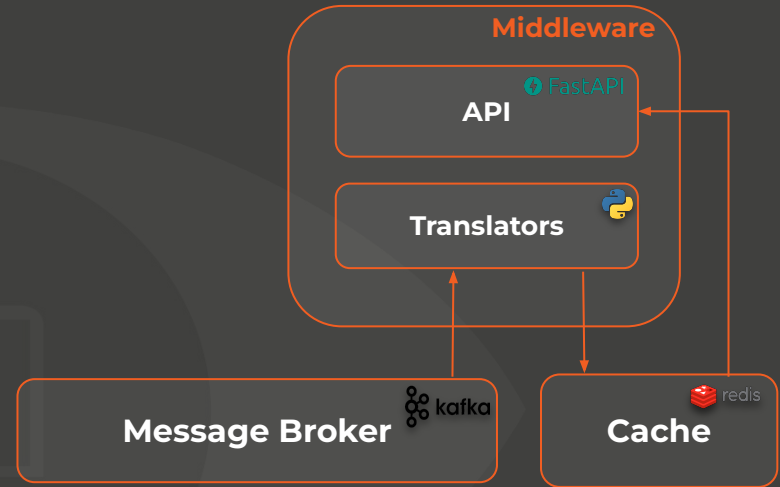 Middleware
FastAPI
API
Translators
kafka
Message Broker
redis
Cache